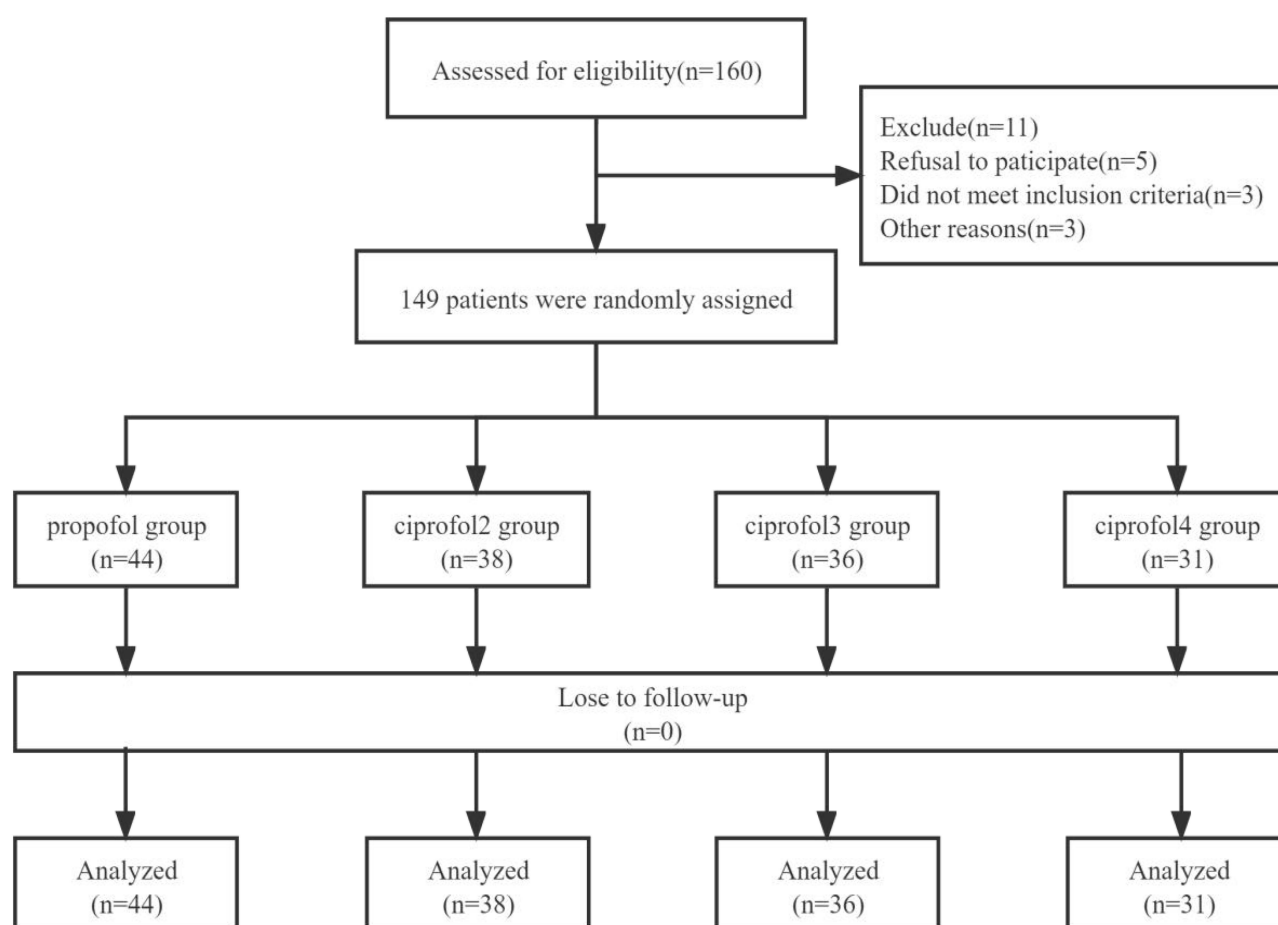 Assessed for eligibility(n=160)
Exclude(n=11)
Refusal to paticipate(n=5)
Did not meet inclusion criteria(n=3)
Other reasons(n=3)
149 patients were randomly assigned
propofol group
(n=44)
ciprofol2 group
(n=38)
ciprofol3 group
(n=36)
ciprofol4 group
(n=31)
Lose to follow-up
(n=0)
Analyzed
(n=44)
Analyzed
(n=38)
Analyzed
(n=36)
Analyzed
(n=31)